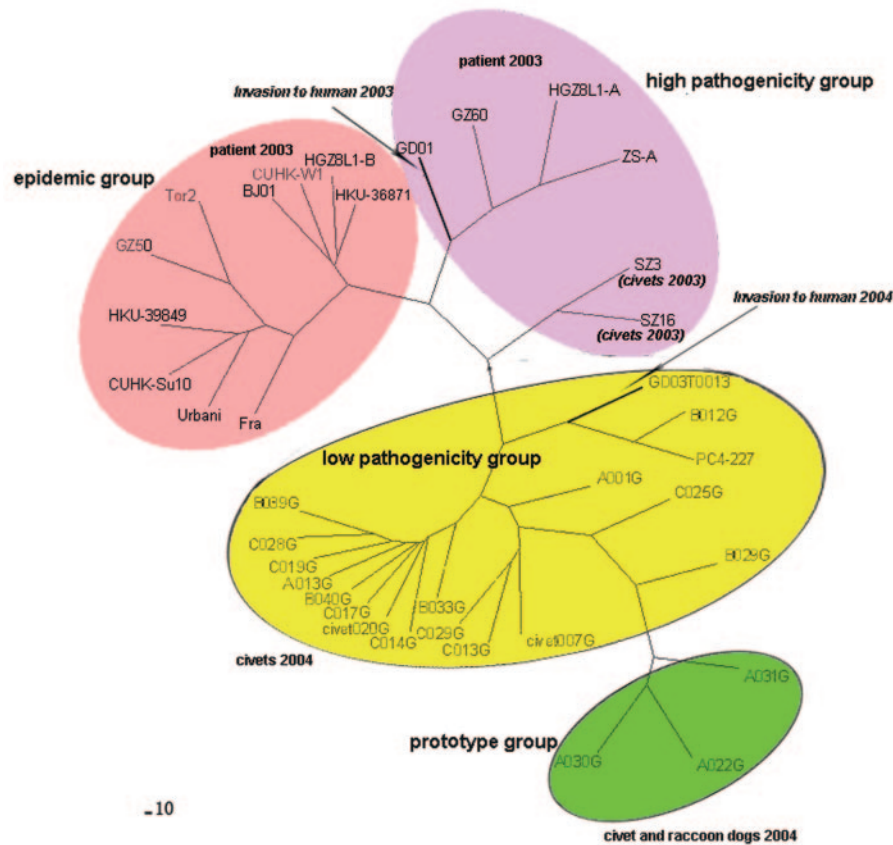 patient 2003
high pathogenicity group
Invasion to human 2003
HGZ8L1-A
GZ60
GD01
ZS-A
patient 2003
HGZ8L1-B
CUHK-W1
BJ01
HKU-36871
epidemic group
Tor2
GZ50
HKU-39849
CUHK-Su10
Urbani
Fra
SZ3
(civets 2003)
SZ16
(civets 2003)
Invasion to human 2004
GD03T0013
B012G
PC4-227
low pathogenicity group
A001G
C025G
B029G
B039G
C028G
C019G
A013G
B040G
C017G
civet020G
C014G
B033G
C029G
C013G
civet007G
civets 2004
A031G
prototype group
A030G
A022G
10
civet and raccoon dogs 2004